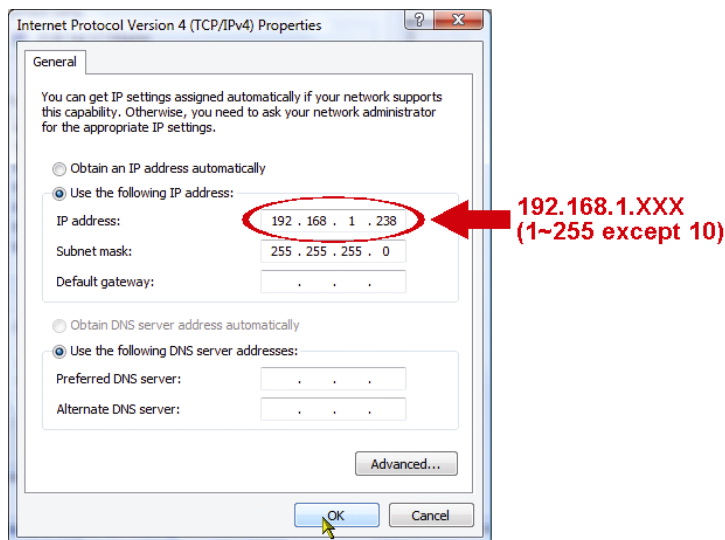 Internet Protocol Version 4 (TCP/IPv4) Properties
General
You can get IP settings assigned automatically if your network supports
this capability. Otherwise, you need to ask your network administrator
for the appropriate IP settings.
Obtain an IP address automatically
Use the following IP address:
IP address: 192 . 168 . 1 . 238
192.168.1.XXX
(1~255 except 10)
Subnet mask: 255 . 255 . 255 . 0
Default gateway: . . .
Obtain DNS server address automatically
Use the following DNS server addresses:
Preferred DNS server: . . .
Alternate DNS server: . . .
Advanced...
OK Cancel